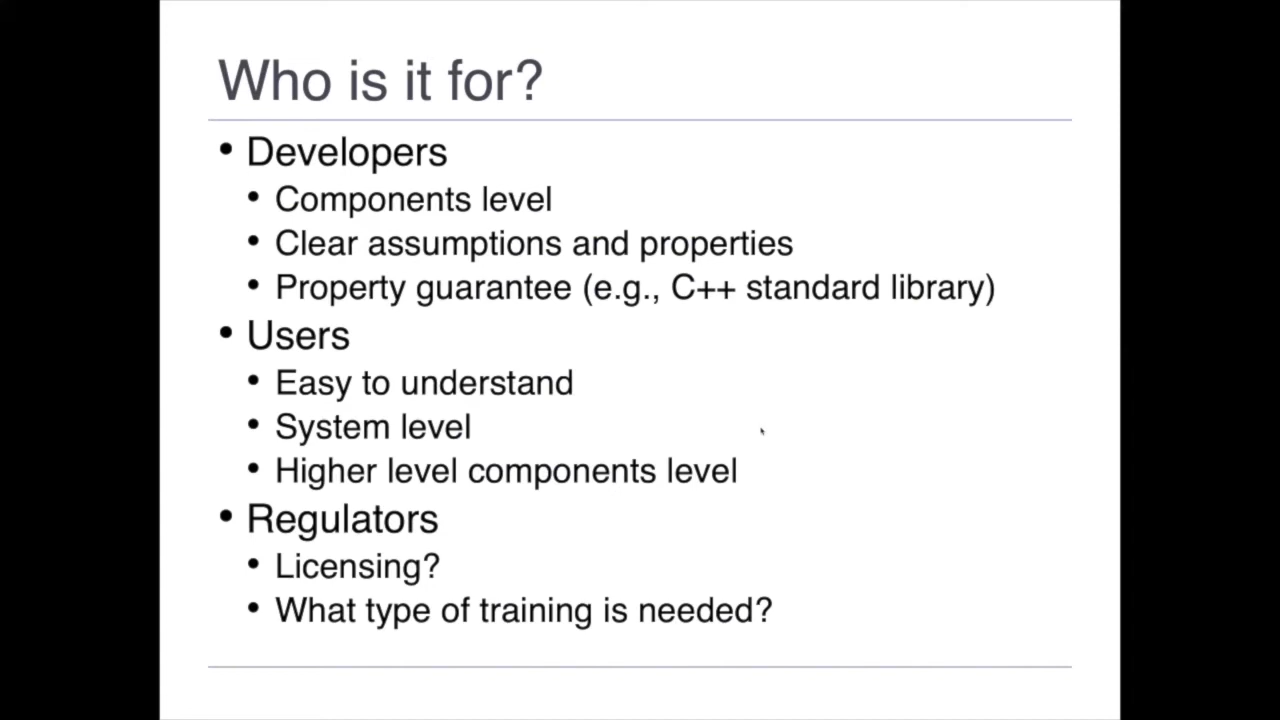 Who is it for?
• Developers
• Components level
• Clear assumptions and properties
• Property guarantee (e.g., C++ standard library)
• Users
• Easy to understand
• System level
• Higher level components level
• Regulators
• Licensing?
• What type of training is needed?